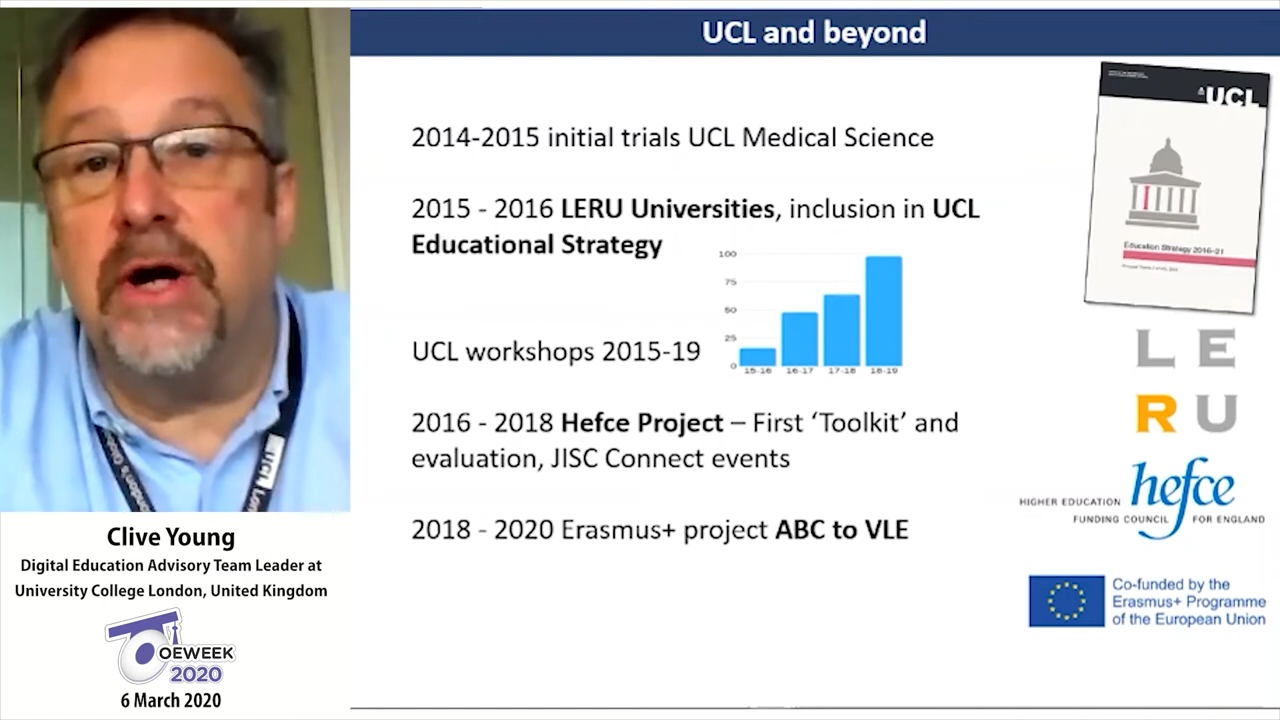 UCL and beyond
2014-2015 initial trials UCL Medical Science
2015 - 2016 LERU Universities, inclusion in UCL
Educational Strategy
100
75
50
25
0
15-16 16-17 17-18 18-19
UCL workshops 2015-19
2016 - 2018 Hefce Project – First ‘Toolkit’ and
evaluation, JISC Connect events
2018 - 2020 Erasmus+ project ABC to VLE
UCL
Education Strategy 2016–21
L E
R U
hefce
HIGHER EDUCATION
FUNDING COUNCIL FOR ENGLAND
Co-funded by the
Erasmus+ Programme
of the European Union
UCL
Clive Young
Digital Education Advisory Team Leader at
University College London, United Kingdom
OEWEEK
2020
6 March 2020